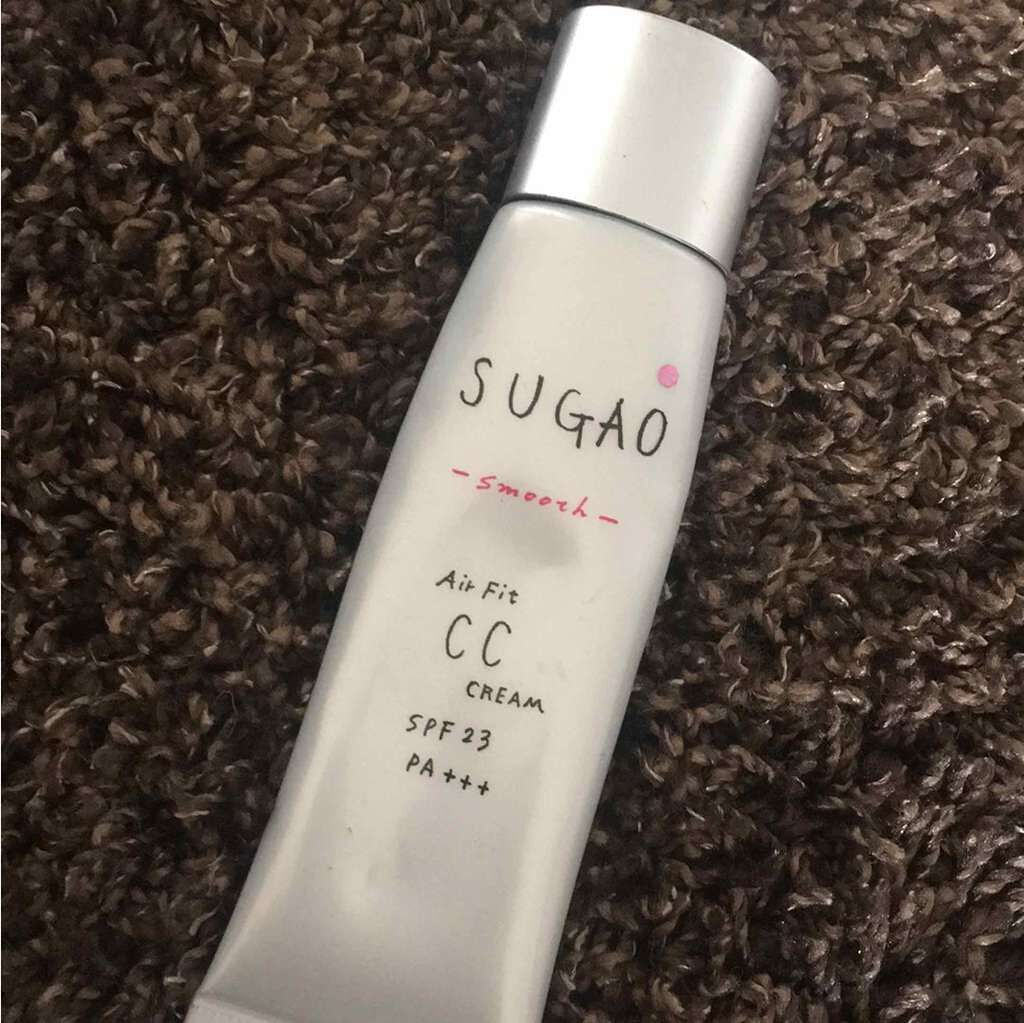 SUGAO
-smooth-
Air Fit
CC
CREAM
SPF 23
PA+++